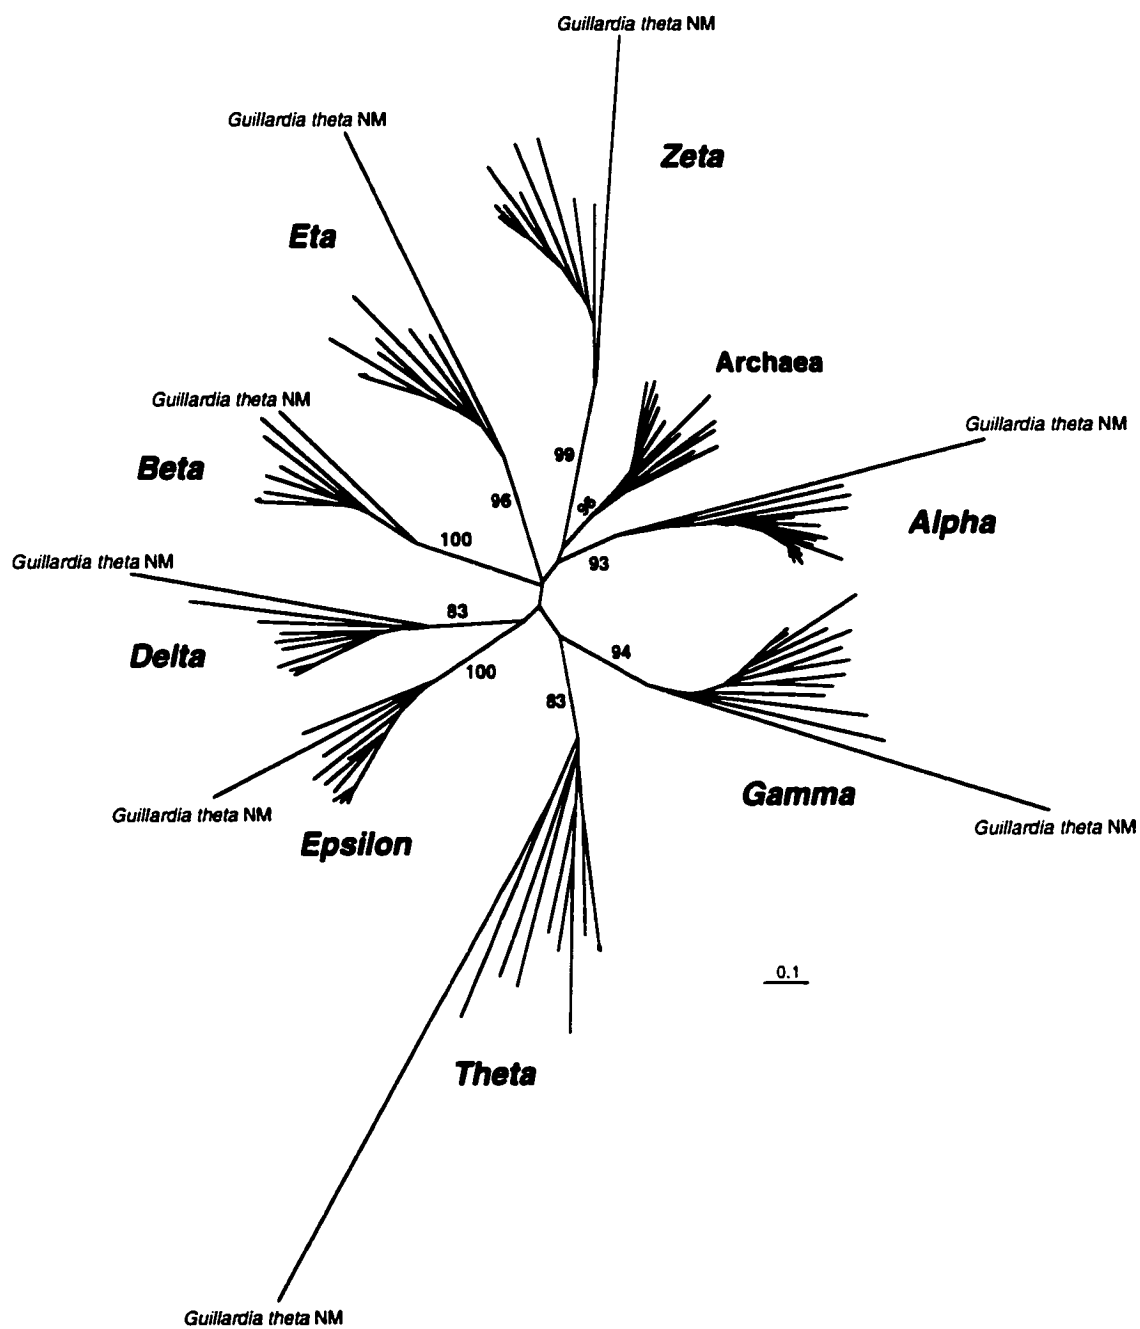 Guillardia theta NM
Guillardia theta NM
Zeta
Eta
Archaea
Guillardia theta NM
Guillardia theta NM
99
Beta
96
96
Alpha
100
93
Guillardia theta NM
83
94
Delta
100
83
Gamma
Guillardia theta NM
Guillardia theta NM
Epsilon
0.1
Theta
Guillardia theta NM